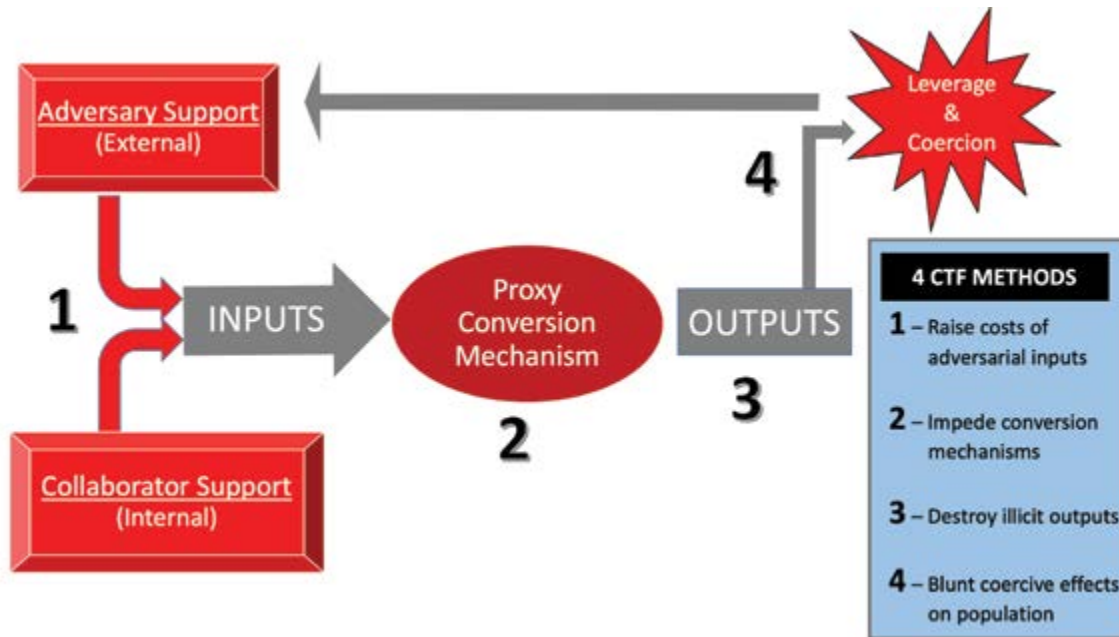 Adversary Support
(External)
Leverage
&
Coercion
4
1
INPUTS
Proxy
Conversion
Mechanism
OUTPUTS
2
3
Collaborator Support
(Internal)
4 CTF METHODS
1 – Raise costs of
adversarial inputs
2 – Impede conversion
mechanisms
3 – Destroy illicit outputs
4 – Blunt coercive effects
on population